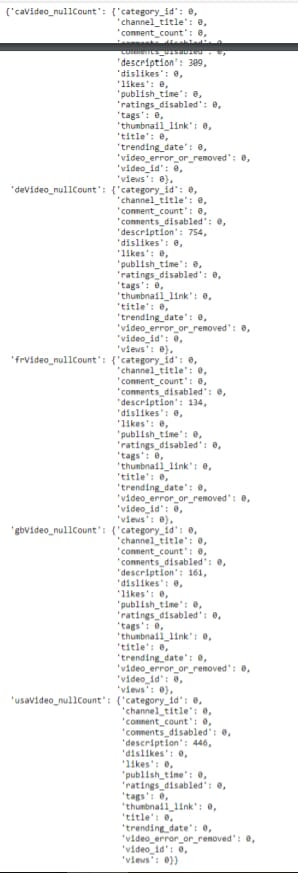 {'caVideo_nullCount': {'category_id': 0,
'channel_title': 0,
'comment_count': 0,
'comments_disabled': 0,
'description': 309,
'dislikes': 0,
'likes': 0,
'publish_time': 0,
'ratings_disabled': 0,
'tags': 0,
'thumbnail_link': 0,
'title': 0,
'trending_date': 0,
'video_error_or_removed': 0,
'video_id': 0,
'views': 0},
'deVideo_nullCount': {'category_id': 0,
'channel_title': 0,
'comment_count': 0,
'comments_disabled': 0,
'description': 754,
'dislikes': 0,
'likes': 0,
'publish_time': 0,
'ratings_disabled': 0,
'tags': 0,
'thumbnail_link': 0,
'title': 0,
'trending_date': 0,
'video_error_or_removed': 0,
'video_id': 0,
'views': 0},
'frVideo_nullCount': {'category_id': 0,
'channel_title': 0,
'comment_count': 0,
'comments_disabled': 0,
'description': 134,
'dislikes': 0,
'likes': 0,
'publish_time': 0,
'ratings_disabled': 0,
'tags': 0,
'thumbnail_link': 0,
'title': 0,
'trending_date': 0,
'video_error_or_removed': 0,
'video_id': 0,
'views': 0},
'gbVideo_nullCount': {'category_id': 0,
'channel_title': 0,
'comment_count': 0,
'comments_disabled': 0,
'description': 161,
'dislikes': 0,
'likes': 0,
'publish_time': 0,
'ratings_disabled': 0,
'tags': 0,
'thumbnail_link': 0,
'title': 0,
'trending_date': 0,
'video_error_or_removed': 0,
'video_id': 0,
'views': 0},
'usaVideo_nullCount': {'category_id': 0,
'channel_title': 0,
'comment_count': 0,
'comments_disabled': 0,
'description': 446,
'dislikes': 0,
'likes': 0,
'publish_time': 0,
'ratings_disabled': 0,
'tags': 0,
'thumbnail_link': 0,
'title': 0,
'trending_date': 0,
'video_error_or_removed': 0,
'video_id': 0,
'views': 0}}